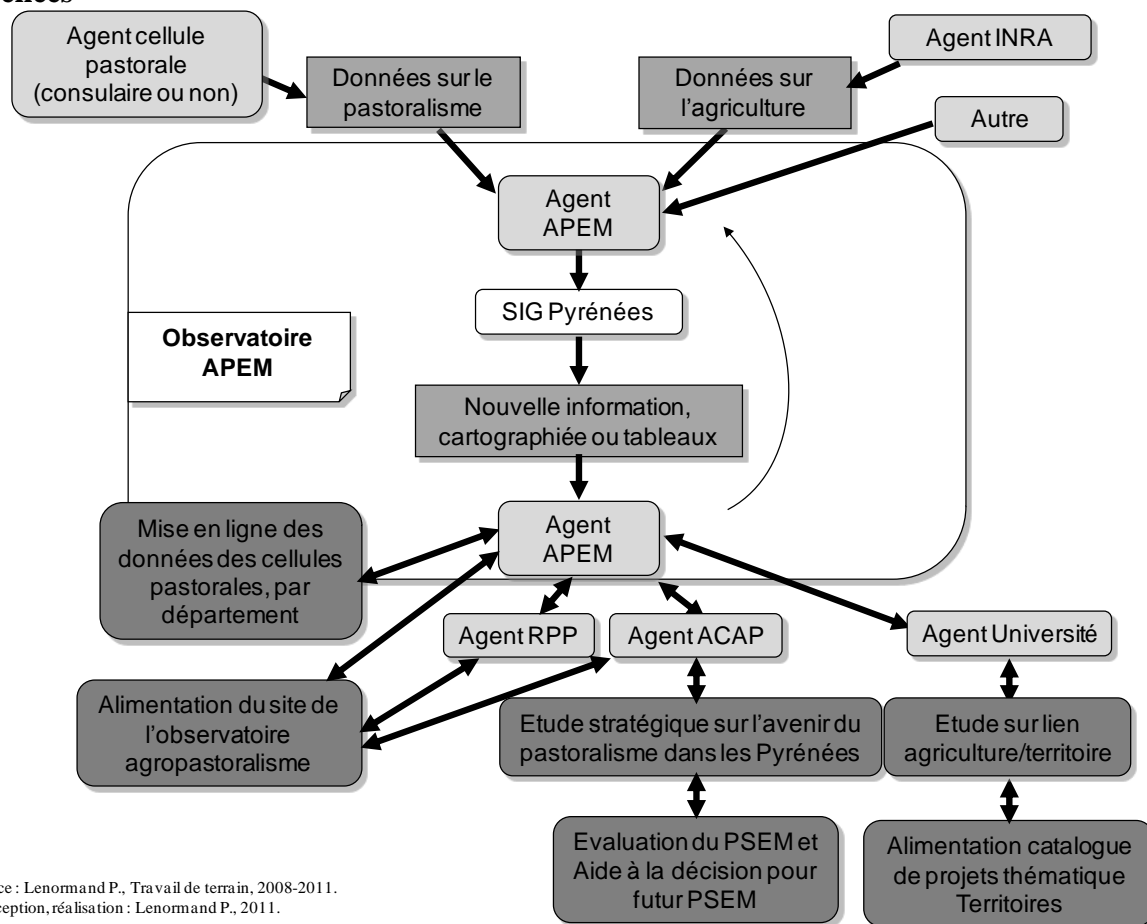 Agent cellule
pastorale
(consulaire ou non)
Données sur le
pastoralisme
Données sur
l'agriculture
Agent INRA
Autre
Agent
APEM
SIG Pyrénées
Observatoire
APEM
Nouvelle information,
cartographiée ou tableaux
Agent
APEM
Mise en ligne des
données des cellules
pastorales, par
département
Agent RPP
Agent ACAP
Agent Université
Alimentation du site de
l'observatoire
agropastoralisme
Etude stratégique sur l'avenir du
pastoralisme dans les Pyrénées
Etude sur lien
agriculture/territoire
Evaluation du PSEM et
Aide à la décision pour
futur PSEM
Alimentation catalogue
de projets thématique
Territoires
: Lenormand P., Travail de terrain, 2008-2011.
réalisation : Lenormand P., 2011.